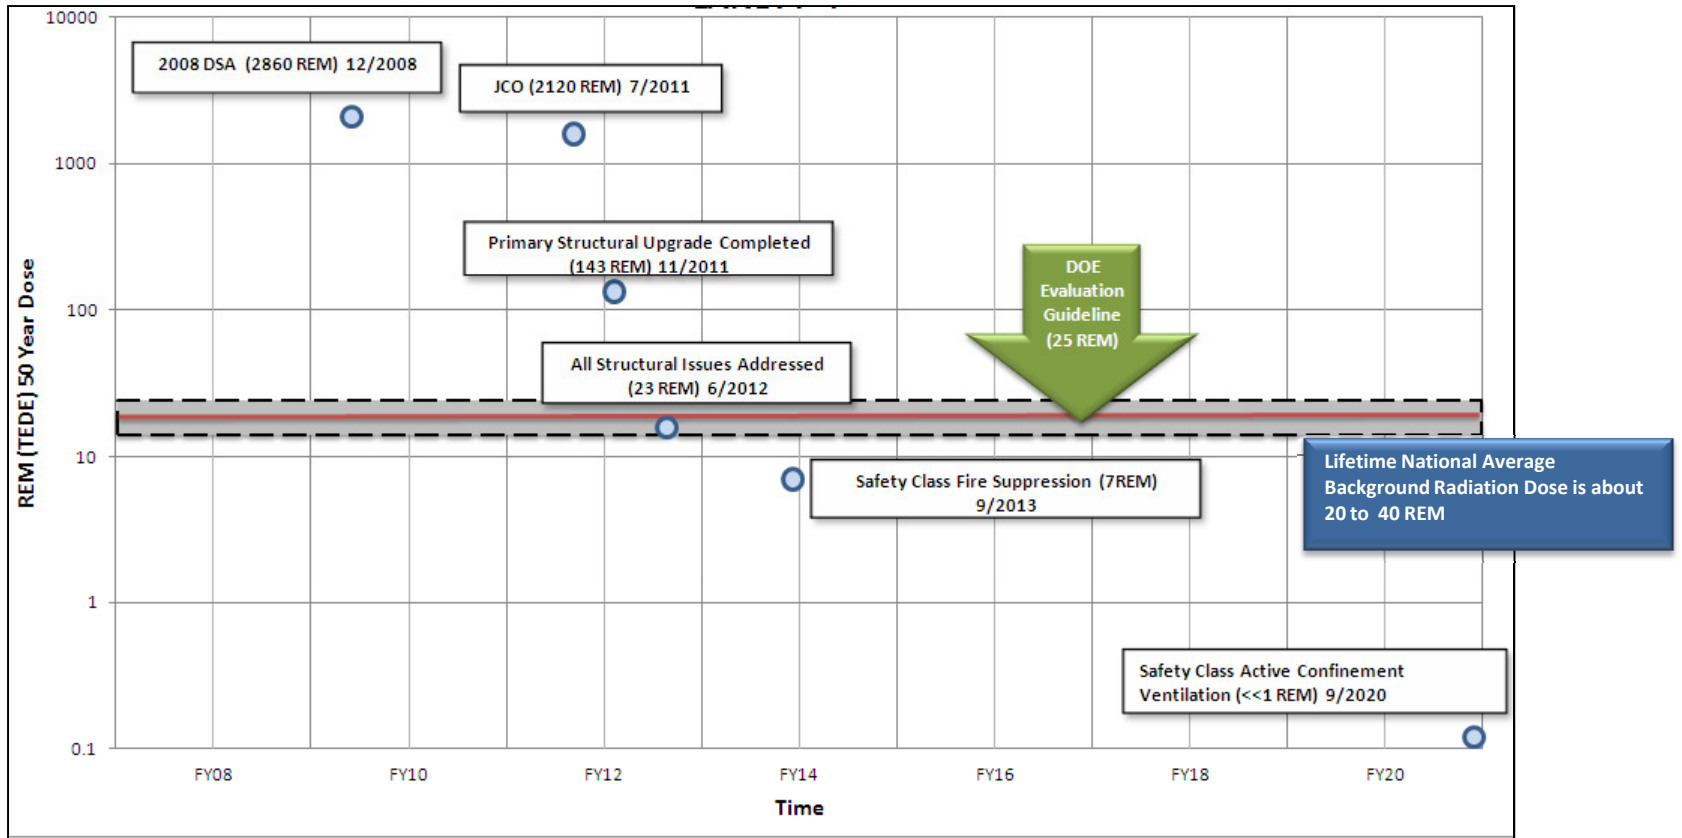 10000
2008 DSA (2860 REM) 12/2008
JCO (2120 REM) 7/2011
1000
Primary Structural Upgrade Completed
(143 REM) 11/2011
DOE
Evaluation
Guideline
(25 REM)
100
All Structural Issues Addressed
(23 REM) 6/2012
REM (TEDE) 50 Year Dose
10
Safety Class Fire Suppression (7REM)
9/2013
Lifetime National Average
Background Radiation Dose is about
20 to 40 REM
1
Safety Class Active Confinement
Ventilation (<<1 REM) 9/2020
0.1
FY08 FY10 FY12 FY14 FY16 FY18 FY20
Time